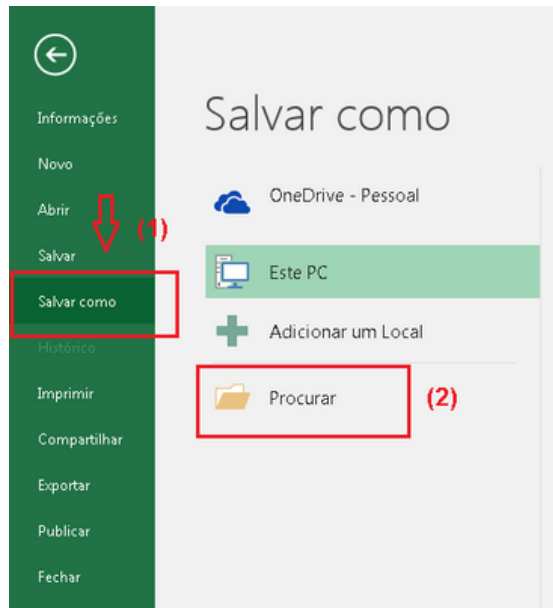 Informações
Novo
Abrir
(1)
Salvar
Salvar como
Histórico
Imprimir
Compartilhar
Exportar
Publicar
Fechar
Salvar como
OneDrive - Pessoal
Este PC
Adicionar um Local
Procurar
(2)